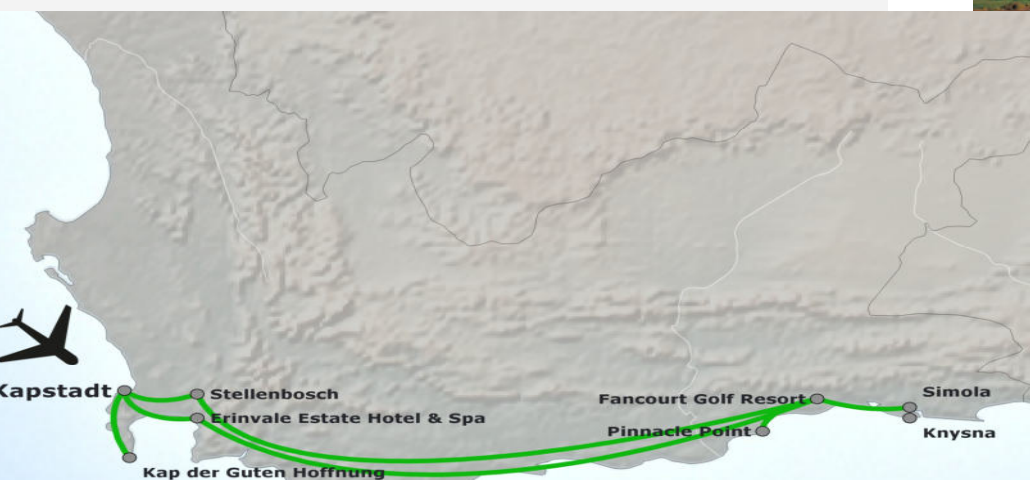 Kapstadt
Stellenbosch
Erinvale Estate Hotel & Spa
Kap der Guten Hoffnung
Fancourt Golf Resort
Pinnacle Point
Simola
Knysna